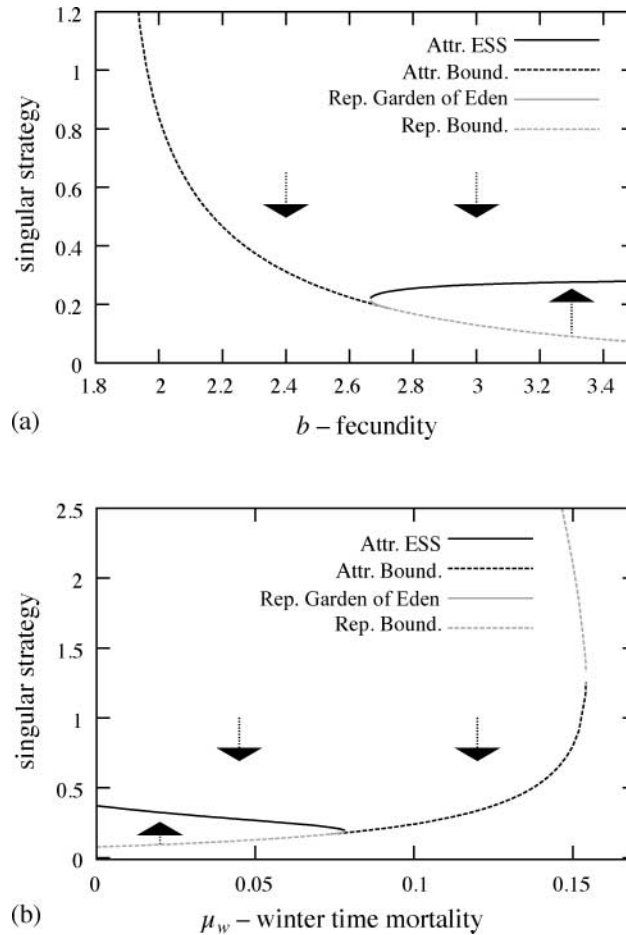 1.2
1
0.8
0.6
0.4
0.2
0
singular strategy
Attr. ESS
Attr. Bound.
Rep. Garden of Eden
Rep. Bound.
1.8 2 2.2 2.4 2.6 2.8 3 3.2 3.4
(a)
b – fecundity
2.5
2
1.5
1
0.5
0
singular strategy
Attr. ESS
Attr. Bound.
Rep. Garden of Eden
Rep. Bound.
0 0.05 0.1 0.15
(b)
μw – winter time mortality